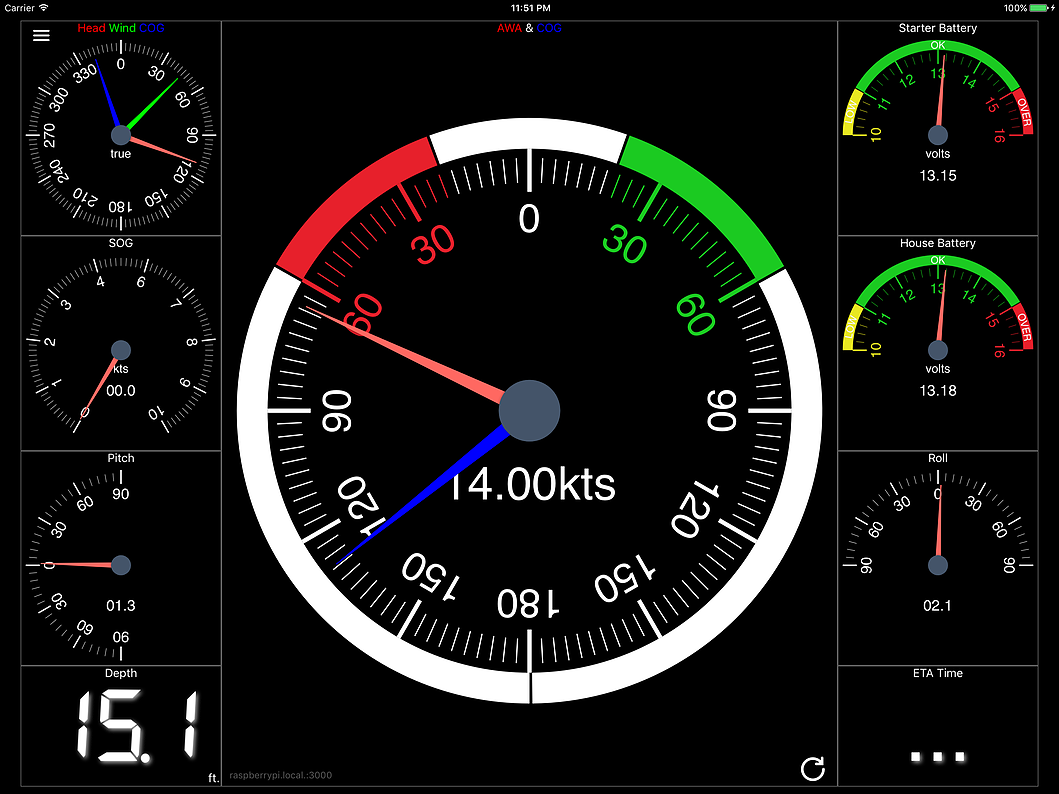 Carrier
11:51 PM
100%
Head Wind COG
0
30
60
90
120
150
180
210
240
270
300
330
true
SOG
0
1
2
3
4
6
7
8
9
10
kts
00.0
Pitch
90
60
30
0
30
60
90
01.3
Depth
15.1
ft.
AWA & COG
0
30
60
90
120
150
180
150
120
90
60
30
14.00kts
raspberrypi.local.:3000
Starter Battery
LOW
OK
OVER
10
11
12
13
14
15
16
volts
13.15
House Battery
LOW
OK
OVER
10
11
12
13
14
15
16
volts
13.18
Roll
90
60
30
0
30
60
90
02.1
ETA Time
...